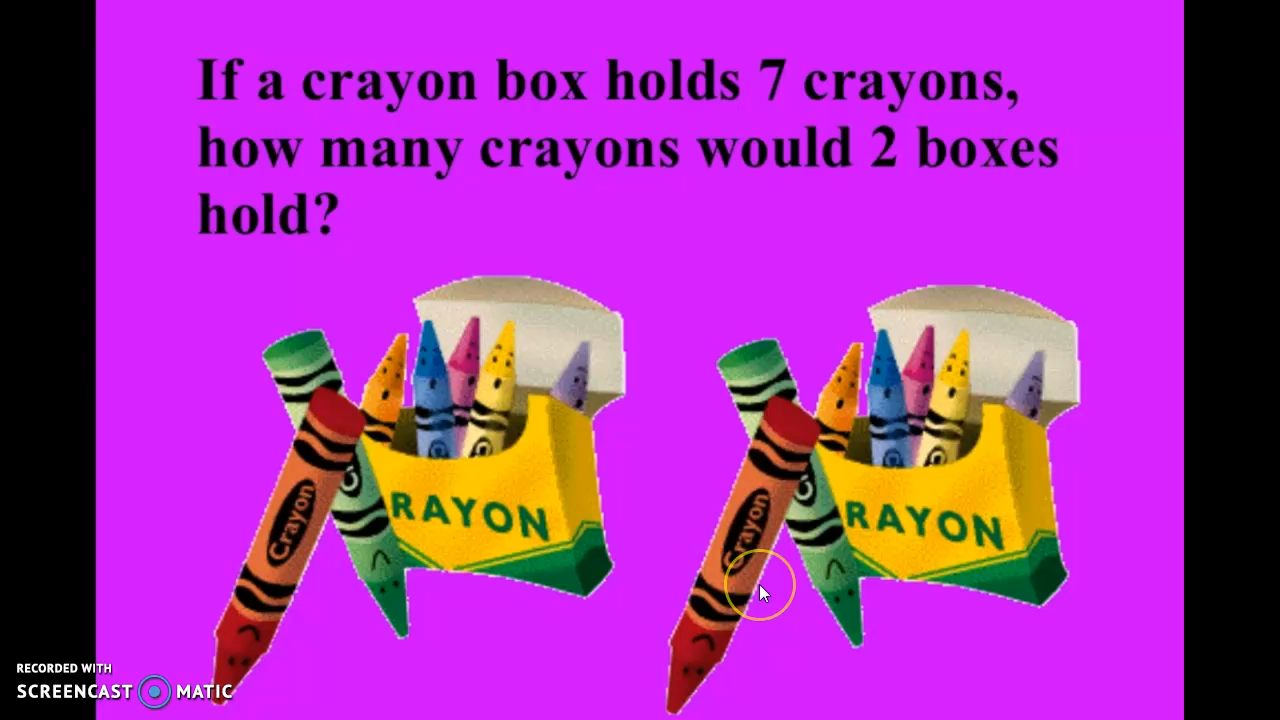 If a crayon box holds 7 crayons,
how many crayons would 2 boxes
hold?
Crayon
RAYON
Crayon
RAYON
RECORDED WITH
SCREENCAST MATIC